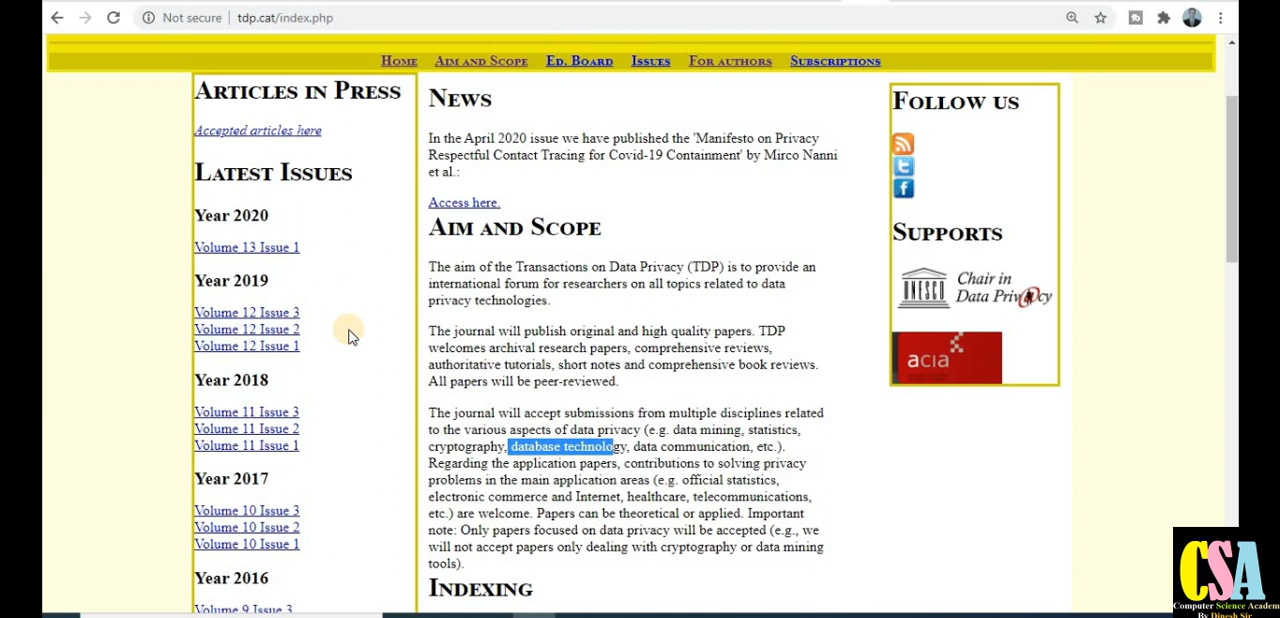 Not secure | tdp.cat/index.php
Home Aim and Scope Ed. Board Issues For authors Subscriptions
Articles in Press
Accepted articles here
Latest Issues
Year 2020
Volume 13 Issue 1
Year 2019
Volume 12 Issue 3
Volume 12 Issue 2
Volume 12 Issue 1
Year 2018
Volume 11 Issue 3
Volume 11 Issue 2
Volume 11 Issue 1
Year 2017
Volume 10 Issue 3
Volume 10 Issue 2
Volume 10 Issue 1
Year 2016
Volume 9 Issue 3
News
In the April 2020 issue we have published the 'Manifesto on Privacy
Respectful Contact Tracing for Covid-19 Containment' by Mirco Nanni
et al.:
Access here.
Aim and Scope
The aim of the Transactions on Data Privacy (TDP) is to provide an
international forum for researchers on all topics related to data
privacy technologies.
The journal will publish original and high quality papers. TDP
welcomes archival research papers, comprehensive reviews,
authoritative tutorials, short notes and comprehensive book reviews.
All papers will be peer-reviewed.
The journal will accept submissions from multiple disciplines related
to the various aspects of data privacy (e.g. data mining, statistics,
cryptography, database technology, data communication, etc.).
Regarding the application papers, contributions to solving privacy
problems in the main application areas (e.g. official statistics,
electronic commerce and Internet, healthcare, telecommunications,
etc.) are welcome. Papers can be theoretical or applied. Important
note: Only papers focused on data privacy will be accepted (e.g., we
will not accept papers only dealing with cryptography or data mining
tools).
Indexing
Follow us
Supports
UNESCO
Chair in
Data Privacy
acia
CSA
Computer Science Academ
By Dinesh Sir